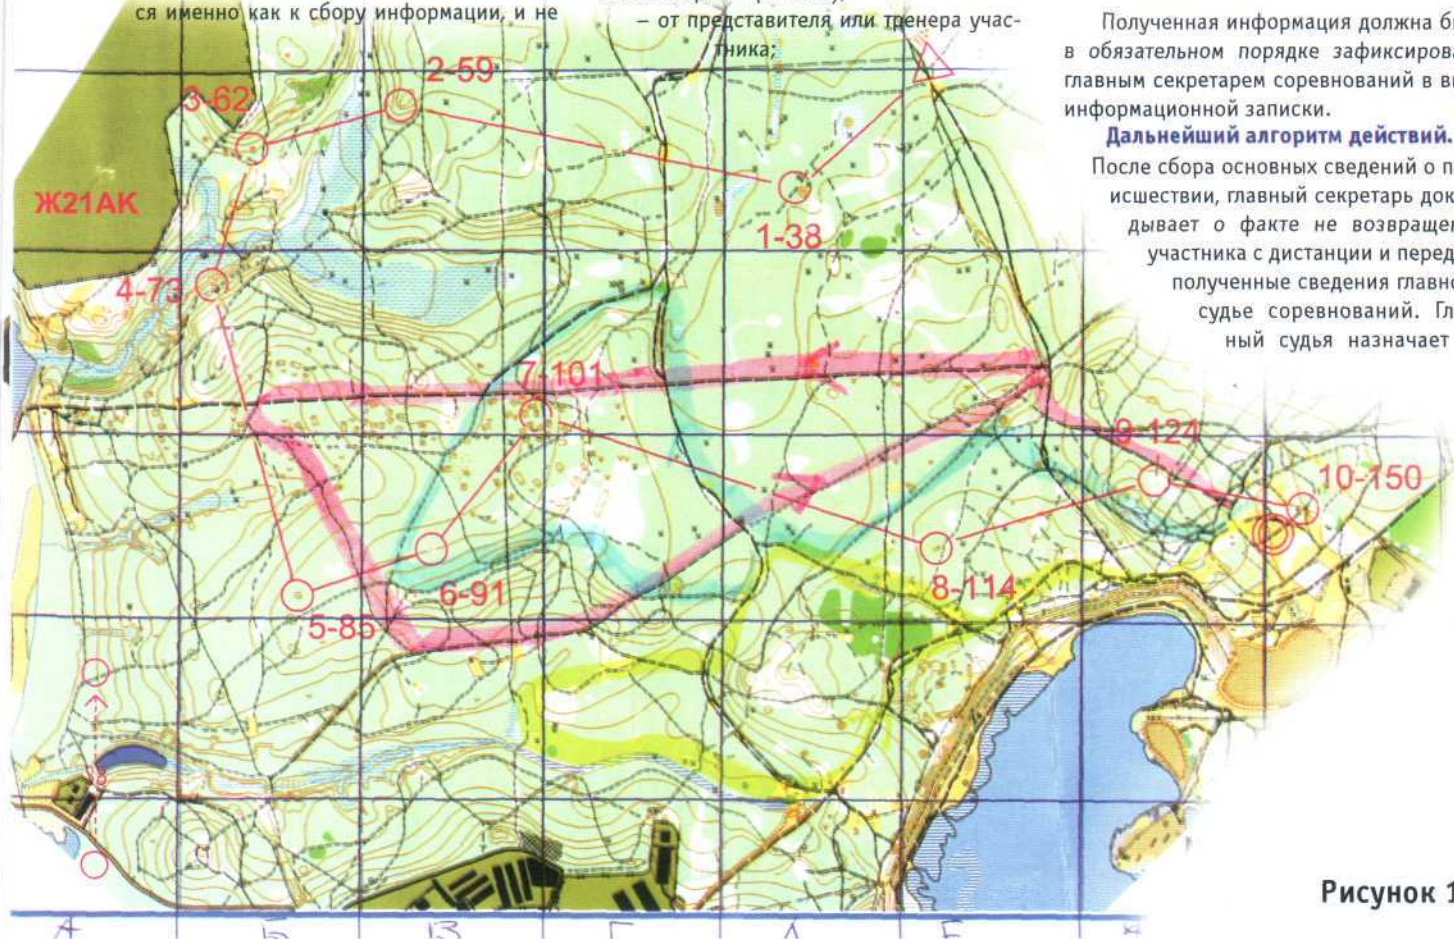 ся именно как к сбору информации, и не
– от представителя или тренера учас-
тника;
Полученная информация должна б
в обязательном порядке зафиксирова
главным секретарем соревнований в в
информационной записки.
Дальнейший алгоритм действий.
После сбора основных сведений о п
исшествии, главный секретарь док
дывает о факте не возвращен
участника с дистанции и перед
полученные сведения главно
судье соревнований. Гл
ный судья назначает
2-59
3-62
Ж21АК
1-38
4-73
7-101
9-124
10-150
6-91
8-114
5-85
Рисунок 1
А Б В Г Д Е Ж